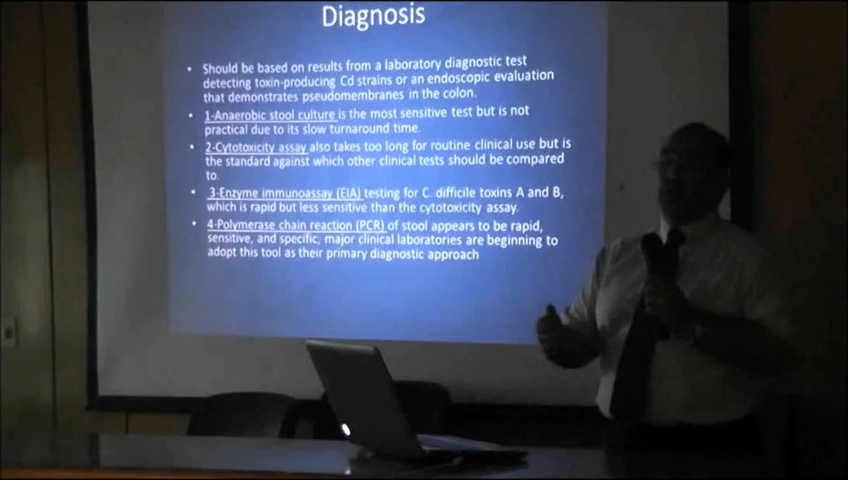 Diagnosis
• Should be based on results from a laboratory diagnostic test
detecting toxin-producing Cd strains or an endoscopic evaluation
that demonstrates pseudomembranes in the colon.
• 1-Anaerobic stool culture is the most sensitive test but is not
practical due to its slow turnaround time.
• 2-Cytotoxicity assay also takes too long for routine clinical use but is
the standard against which other clinical tests should be compared
to.
• 3-Enzyme immunoassay (EIA) testing for C. difficile toxins A and B,
which is rapid but less sensitive than the cytotoxicity assay.
• 4-Polymerase chain reaction (PCR) of stool appears to be rapid,
sensitive, and specific; major clinical laboratories are beginning to
adopt this tool as their primary diagnostic approach